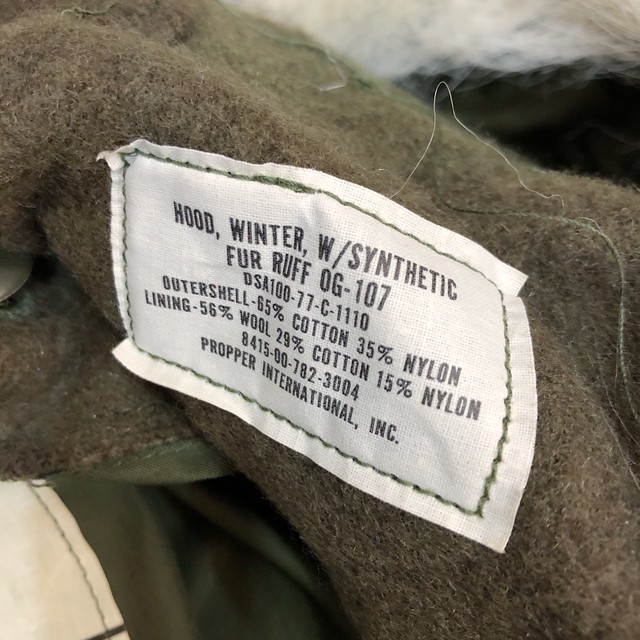 HOOD, WINTER, W/SYNTHETIC
FUR RUFF OG-107
DSA100-77-C-1110
OUTERSHELL-65% COTTON 35% NYLON
LINING-56% WOOL 29% COTTON 15% NYLON
8415-00-782-3004
PROPPER INTERNATIONAL, INC.